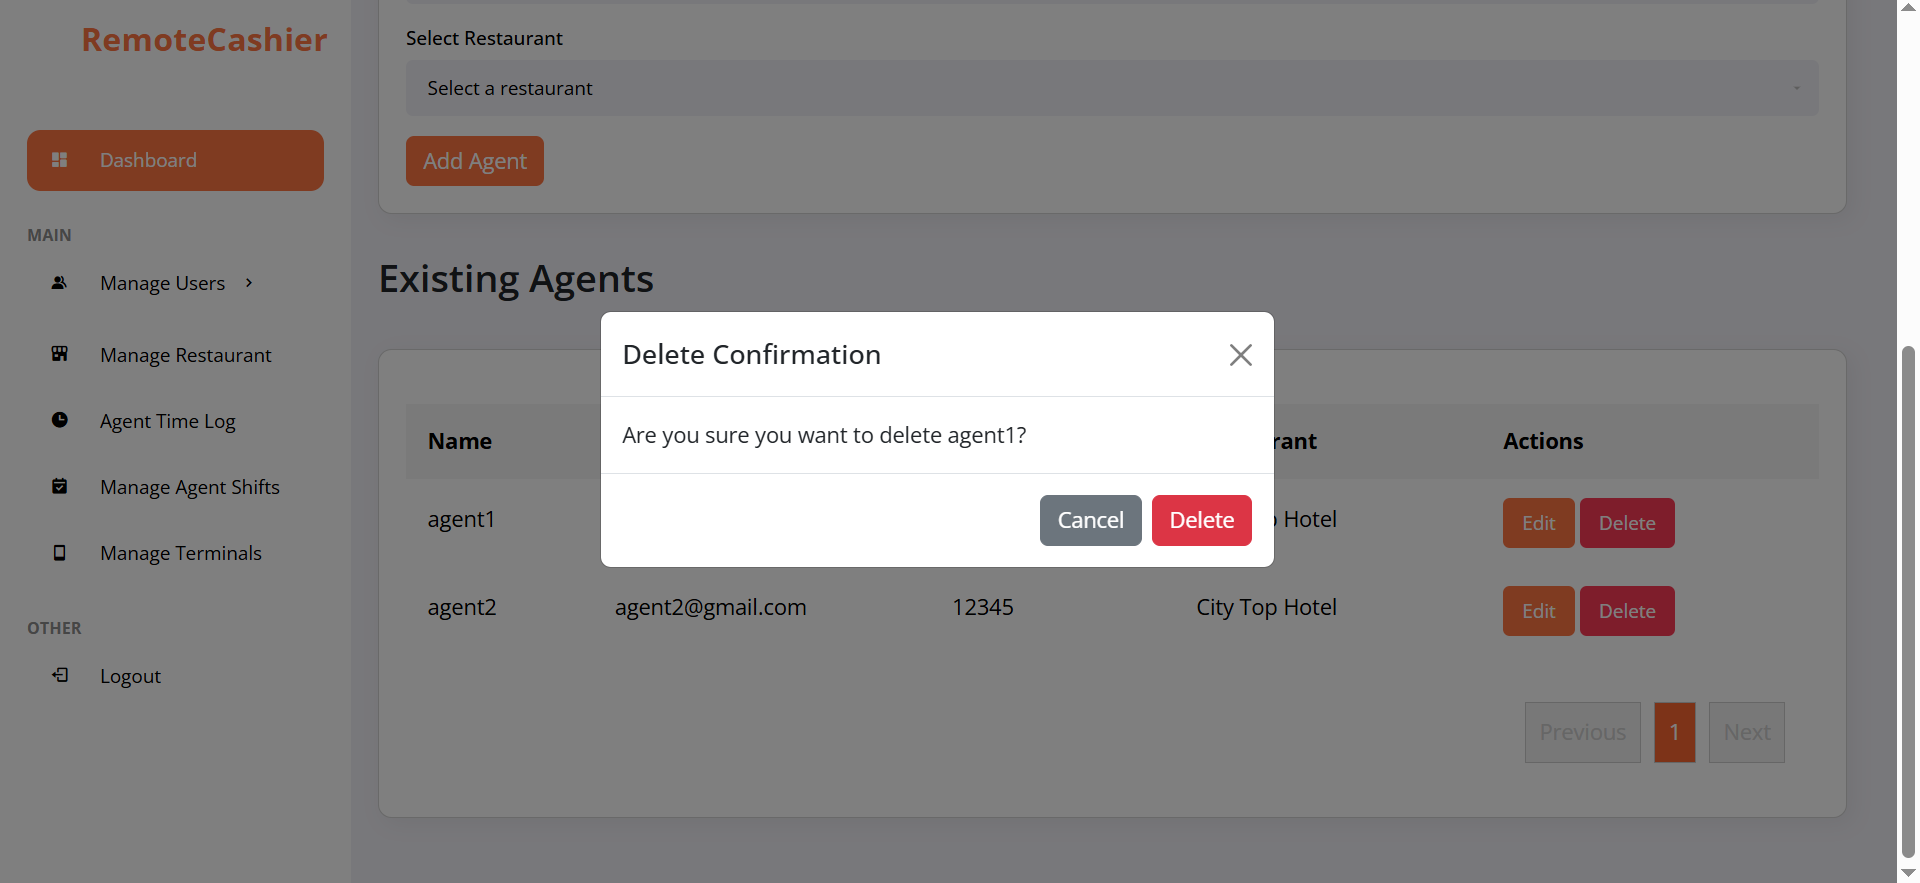 RemoteCashier
Dashboard
MAIN
Manage Users
Manage Restaurant
Agent Time Log
Manage Agent Shifts
Manage Terminals
OTHER
Logout
Select Restaurant
Select a restaurant
Add Agent
Existing Agents
Delete Confirmation
Are you sure you want to delete agent1?
Cancel Delete
Name rant Actions
agent1 Hotel Edit Delete
agent2 agent2@gmail.com 12345 City Top Hotel Edit Delete
Previous 1 Next